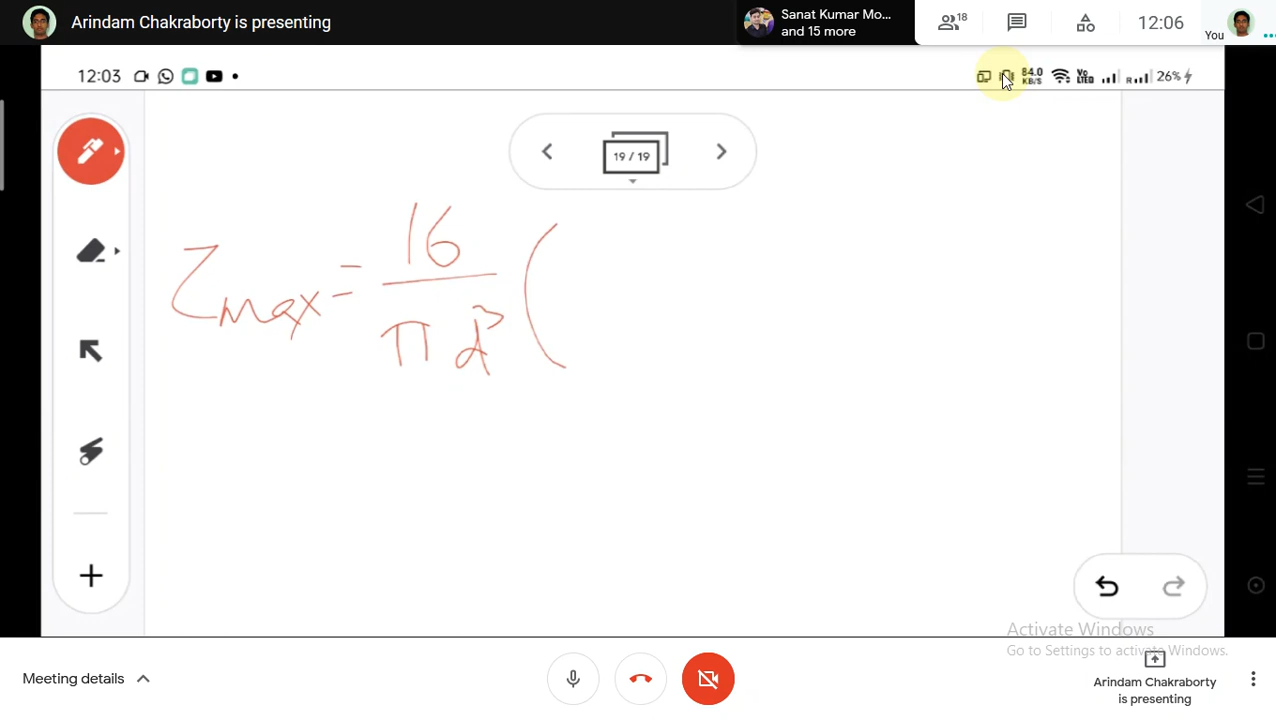 Arindam Chakraborty is presenting
Sanat Kumar Mo...
and 15 more
18
12:06
You
12:03
84.0
KB/S
Vo
LTED
R
26%
19 / 19
τmax = 16 / πd³ (
Activate Windows
Go to Settings to activate Windows.
Meeting details
Arindam Chakraborty
is presenting